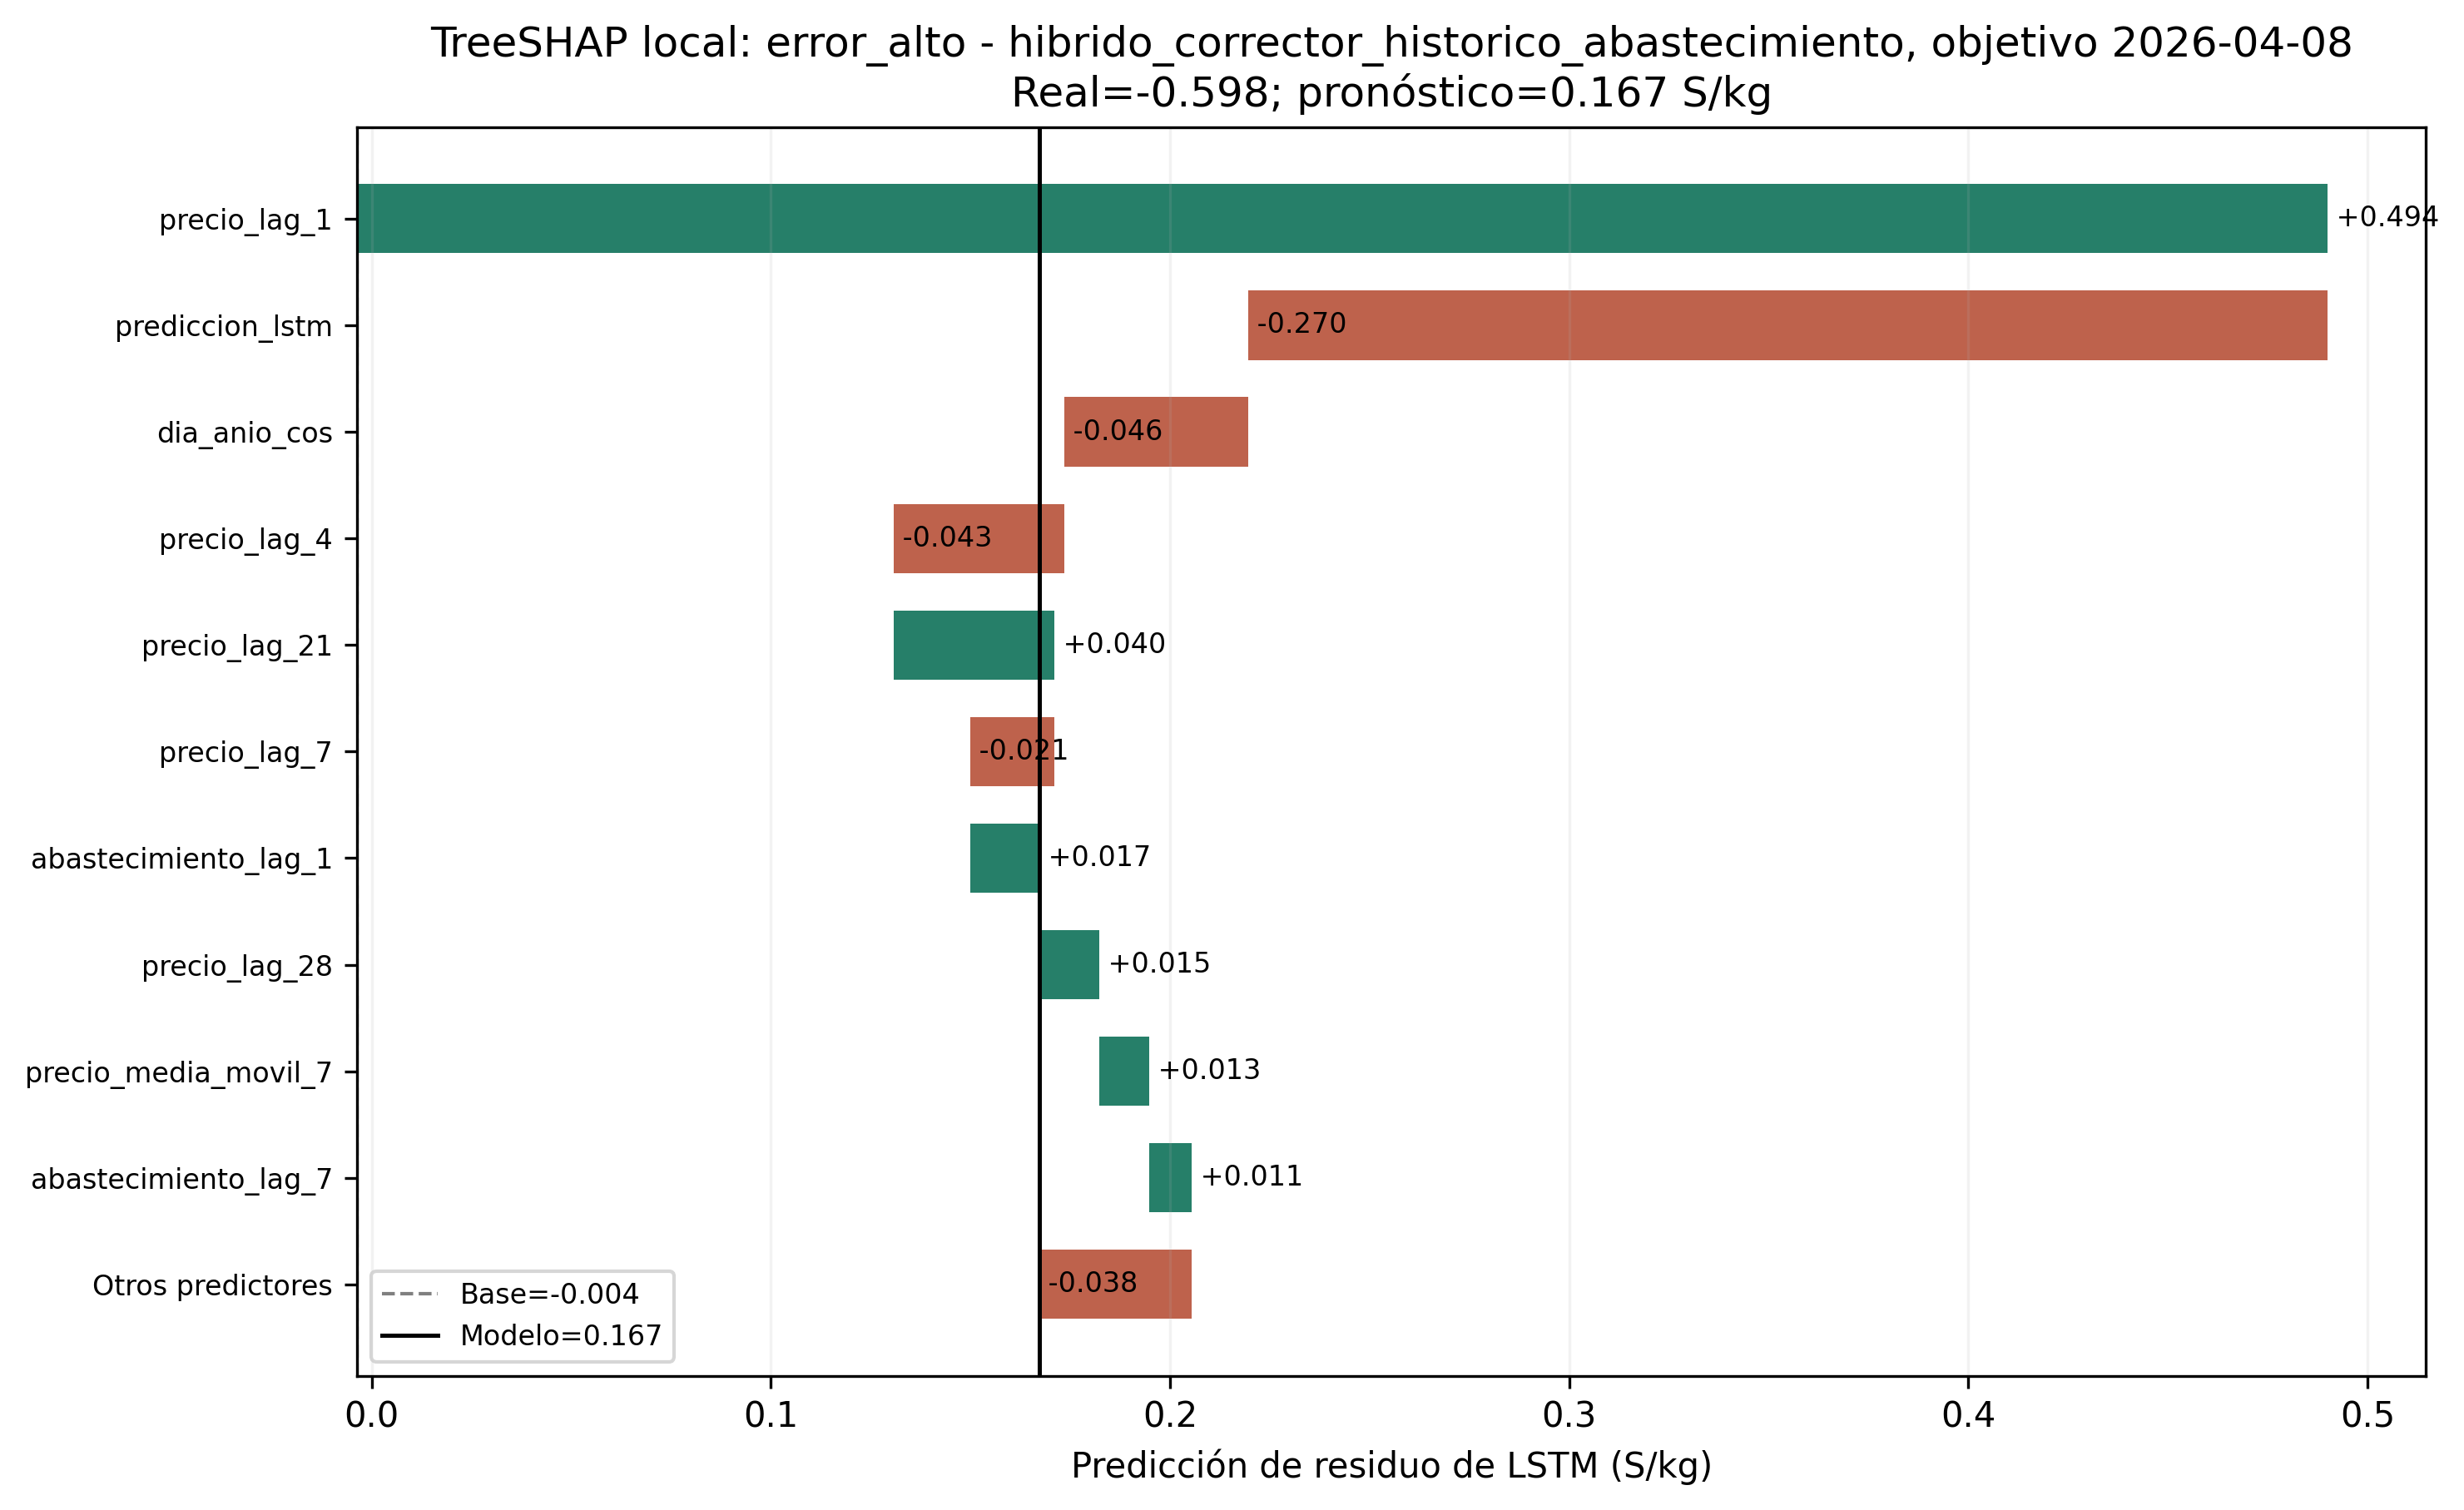 TreeSHAP local: error_alto - hibrido_corrector_historico_abastecimiento, objetivo 2026-04-08
Real=-0.598; pronóstico=0.167 S/kg
precio_lag_1
+0.494
prediccion_lstm
-0.270
dia_anio_cos
-0.046
precio_lag_4
-0.043
precio_lag_21
+0.040
precio_lag_7
-0.021
abastecimiento_lag_1
+0.017
precio_lag_28
+0.015
precio_media_movil_7
+0.013
abastecimiento_lag_7
+0.011
Otros predictores
-0.038
Base=-0.004
Modelo=0.167
0.0 0.1 0.2 0.3 0.4 0.5
Predicción de residuo de LSTM (S/kg)